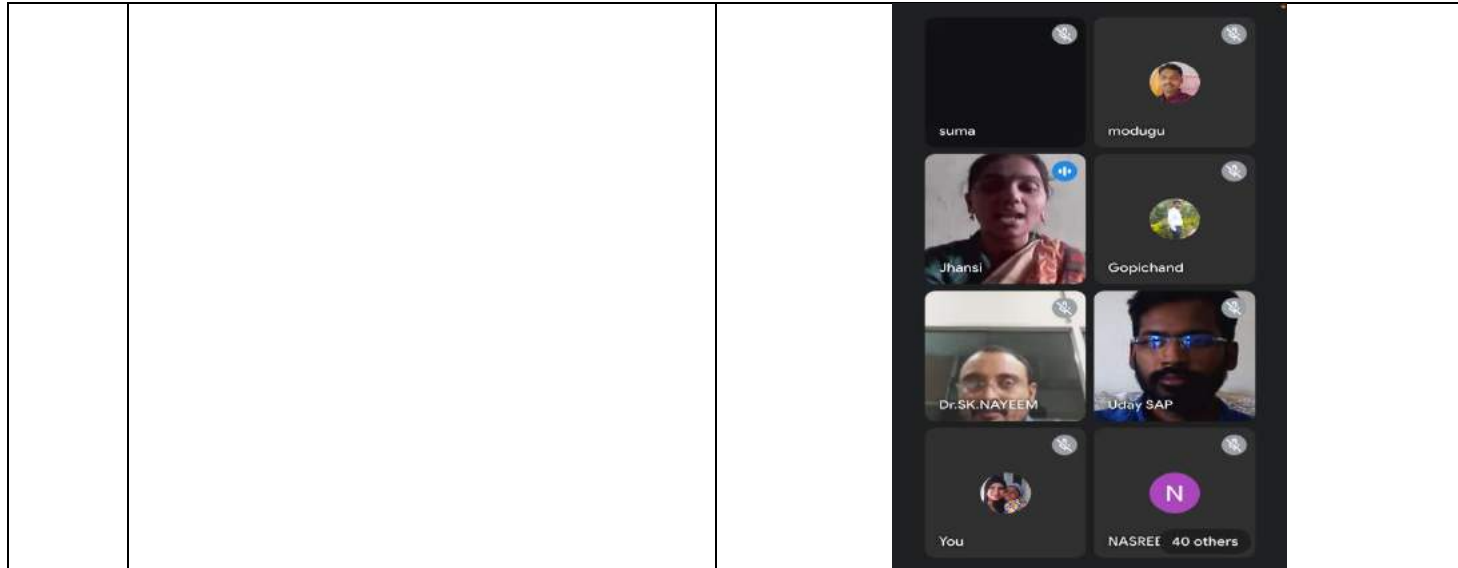 suma
modugu
Jhansi
Gopichand
Dr.SK.NAYEEM
Uday SAP
N
You
NASREE
40 others